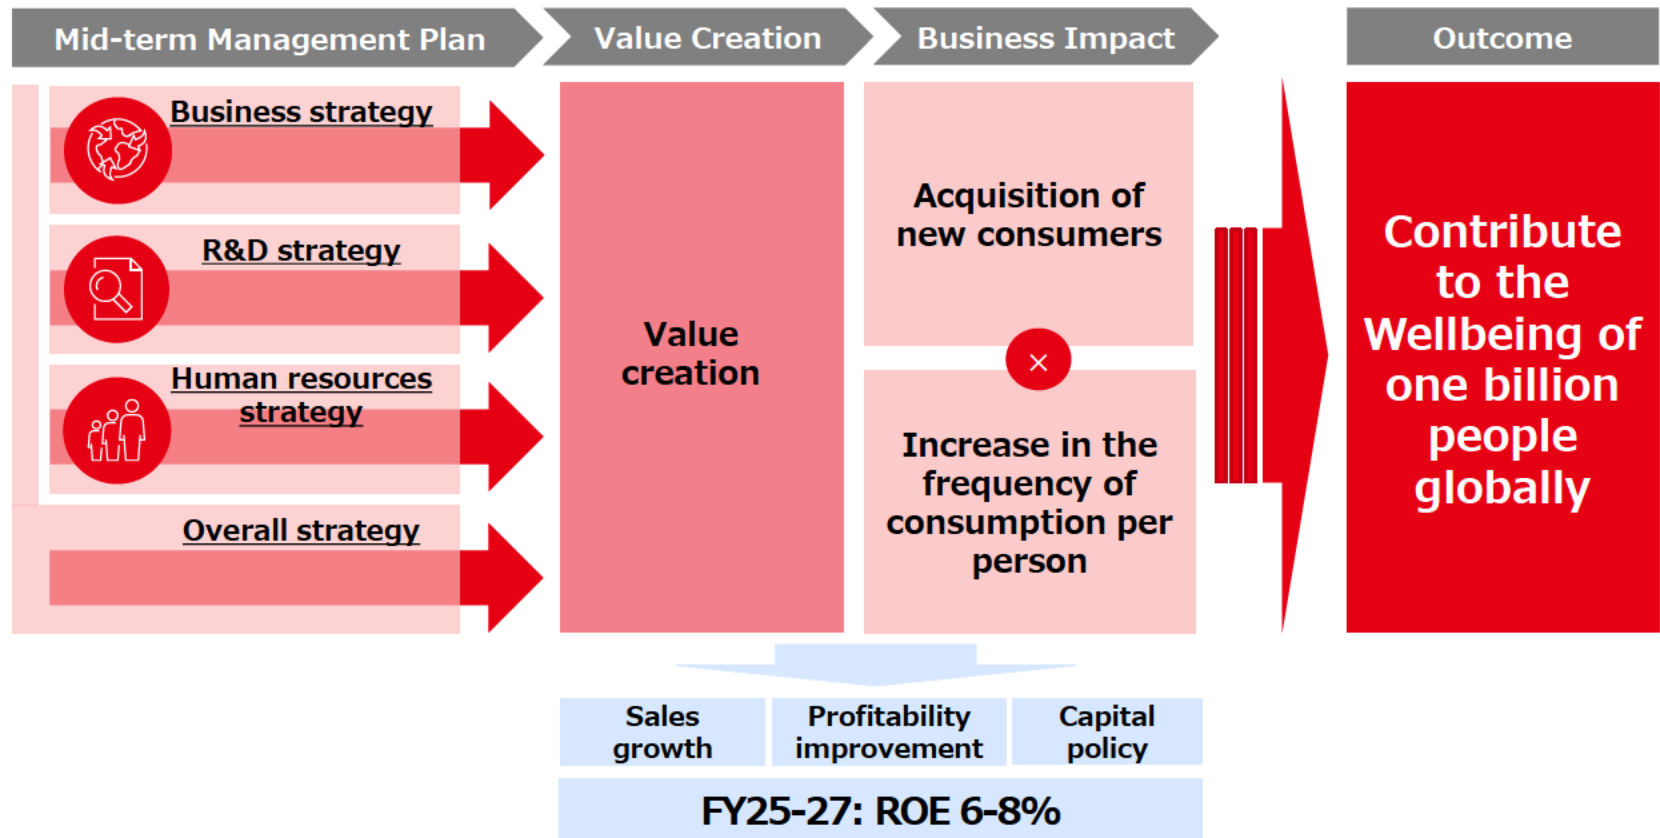 Mid-term Management Plan
Value Creation
Business Impact
Outcome
Business strategy
R&D strategy
Human resources
strategy
Overall strategy
Value
creation
Acquisition of
new consumers
×
Increase in the
frequency of
consumption per
person
Contribute
to the
Wellbeing of
one billion
people
globally
Sales
growth
Profitability
improvement
Capital
policy
FY25-27: ROE 6-8%